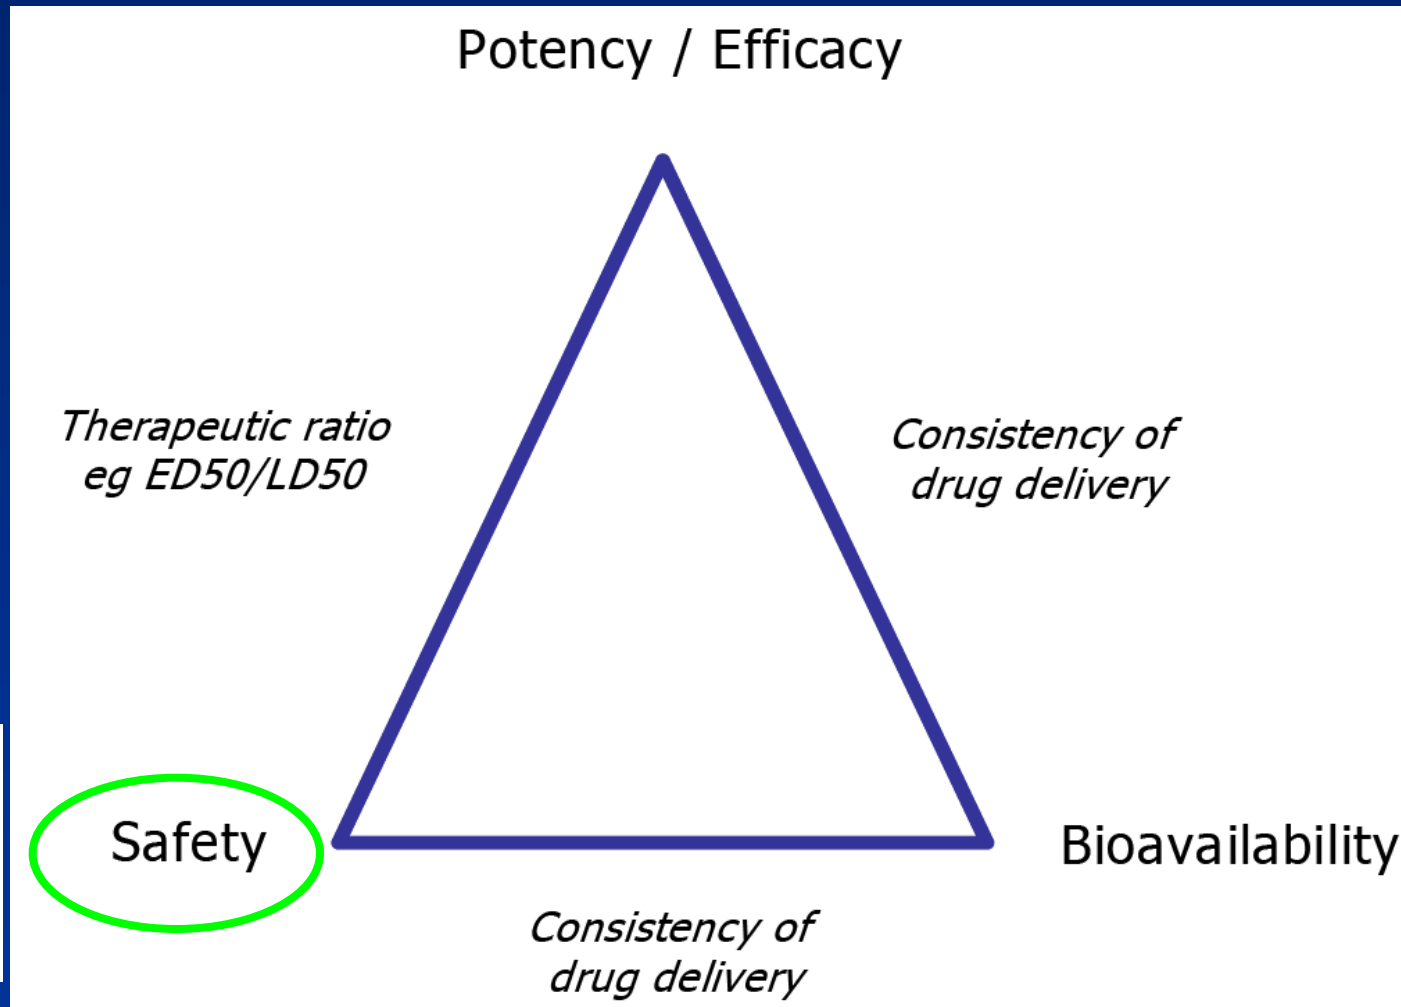 Potency / Efficacy
Therapeutic ratio
eg ED50/LD50
Consistency of
drug delivery
Safety
Bioavailability
Consistency of
drug delivery